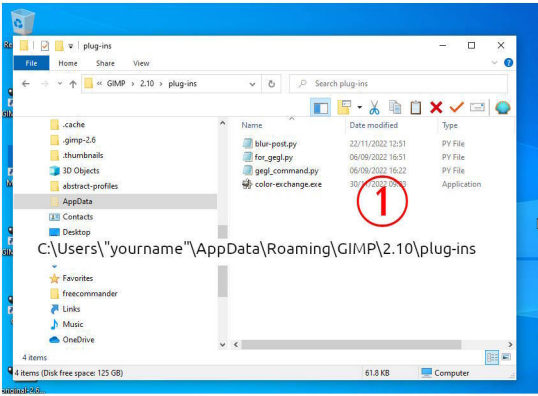 plug-ins
File Home Share View
« GIMP › 2.10 › plug-ins
Search plug-ins
Name Date modified Type
.cache
.gimp-2.6
.thumbnails
3D Objects
abstract-profiles
AppData
Contacts
Desktop
blur-post.py 22/11/2022 12:51 PY File
for_gegl.py 06/09/2022 16:51 PY File
gegl_command.py 06/09/2022 16:22 PY File
color-exchange.exe Application
1
C:\Users\"yourname"\AppData\Roaming\GIMP\2.10\plug-ins
Favorites
freecommander
Links
Music
OneDrive
4 items
4 items (Disk free space: 125 GB) 61.8 KB Computer